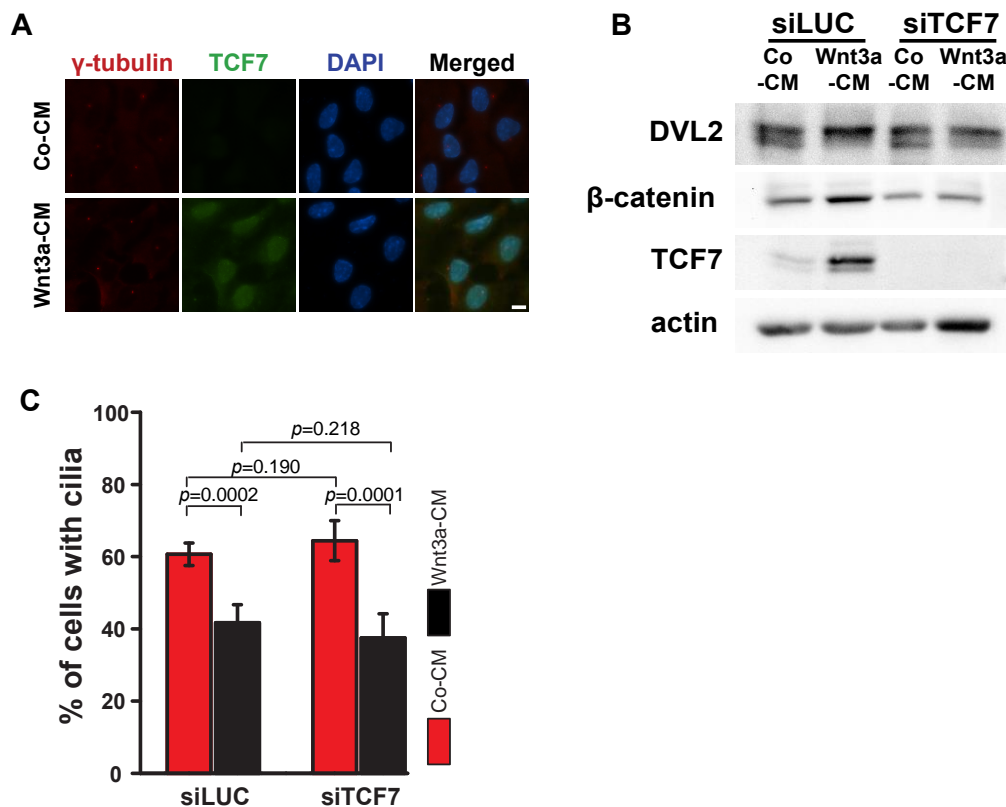 A
γ-tubulin TCF7 DAPI Merged
Co-CM
Wnt3a-CM
B
siLUC siTCF7
Co Wnt3a Co Wnt3a
-CM -CM -CM -CM
DVL2
β-catenin
TCF7
actin
C
% of cells with cilia
100
80
60
40
20
0
p=0.218
p=0.190
p=0.0002 p=0.0001
siLUC siTCF7
Wnt3a-CM
Co-CM